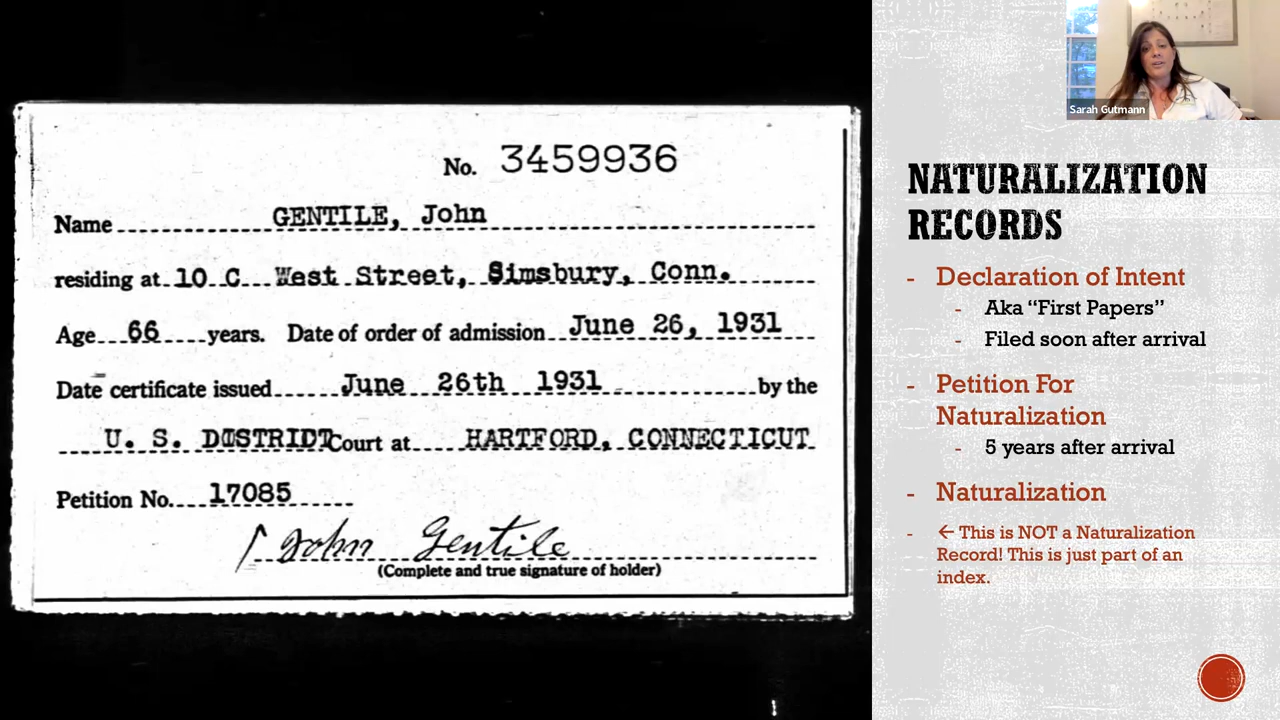 No. 3459936
Name GENTILE, John
residing at 10 C West Street, Simsbury, Conn.
Age 66 years. Date of order of admission June 26, 1931
Date certificate issued June 26th 1931 by the
U. S. DISTRICT Court at HARTFORD, CONNECTICUT
Petition No. 17085
John Gentile
(Complete and true signature of holder)
Sarah Gutmann
NATURALIZATION
RECORDS
- Declaration of Intent
- Aka “First Papers”
- Filed soon after arrival
- Petition For
Naturalization
- 5 years after arrival
- Naturalization
- ← This is NOT a Naturalization
Record! This is just part of an
index.